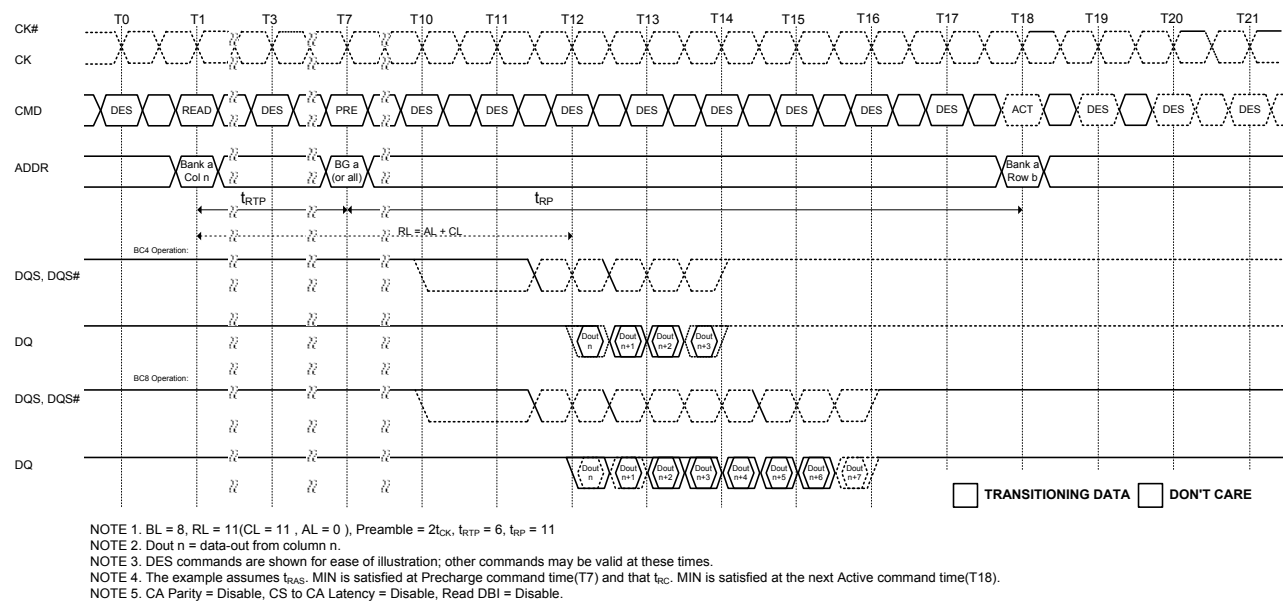 T0 T1 T3 T7 T10 T11 T12 T13 T14 T15 T16 T17 T18 T19 T20 T21
CK#
CK
CMD DES READ DES PRE DES DES DES DES DES DES DES DES ACT DES DES DES
ADDR Bank a Col n BG a (or all) Bank a Row b
tRTP tRP
RL = AL + CL
BC4 Operation:
DQS, DQS#
DQ Dout n Dout n+1 Dout n+2 Dout n+3
BC8 Operation:
DQS, DQS#
DQ Dout n Dout n+1 Dout n+2 Dout n+3 Dout n+4 Dout n+5 Dout n+6 Dout n+7
TRANSITIONING DATA DON'T CARE
NOTE 1. BL = 8, RL = 11(CL = 11 , AL = 0 ), Preamble = 2tCK, tRTP = 6, tRP = 11
NOTE 2. Dout n = data-out from column n.
NOTE 3. DES commands are shown for ease of illustration; other commands may be valid at these times.
NOTE 4. The example assumes tRAS. MIN is satisfied at Precharge command time(T7) and that tRC. MIN is satisfied at the next Active command time(T18).
NOTE 5. CA Parity = Disable, CS to CA Latency = Disable, Read DBI = Disable.